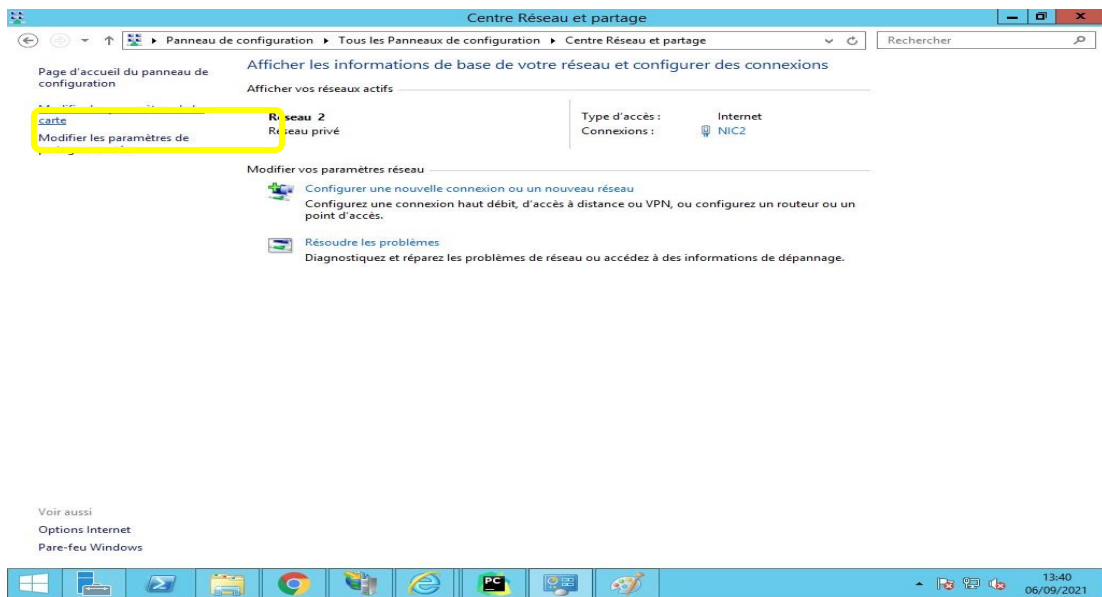 Centre Réseau et partage
Panneau de configuration ▸ Tous les Panneaux de configuration ▸ Centre Réseau et partage
Rechercher
Page d'accueil du panneau de
configuration
carte
Modifier les paramètres de
Afficher les informations de base de votre réseau et configurer des connexions
Afficher vos réseaux actifs
Réseau 2
Réseau privé
Type d'accès : Internet
Connexions : NIC2
Modifier vos paramètres réseau
Configurer une nouvelle connexion ou un nouveau réseau
Configurez une connexion haut débit, d'accès à distance ou VPN, ou configurez un routeur ou un
point d'accès.
Résoudre les problèmes
Diagnostiquez et réparez les problèmes de réseau ou accédez à des informations de dépannage.
Voir aussi
Options Internet
Pare-feu Windows
PC
13:40
06/09/2021